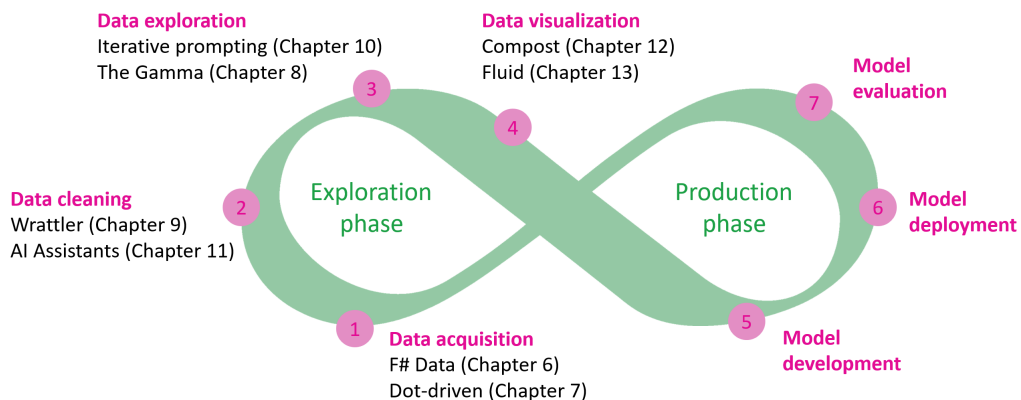 Data exploration
Iterative prompting (Chapter 10)
The Gamma (Chapter 8)
Data visualization
Compost (Chapter 12)
Fluid (Chapter 13)
Model
evaluation
3
7
4
Data cleaning
Wrattler (Chapter 9)
AI Assistants (Chapter 11)
2
Exploration
phase
Production
phase
6
Model
deployment
1
Data acquisition
F# Data (Chapter 6)
Dot-driven (Chapter 7)
5
Model
development